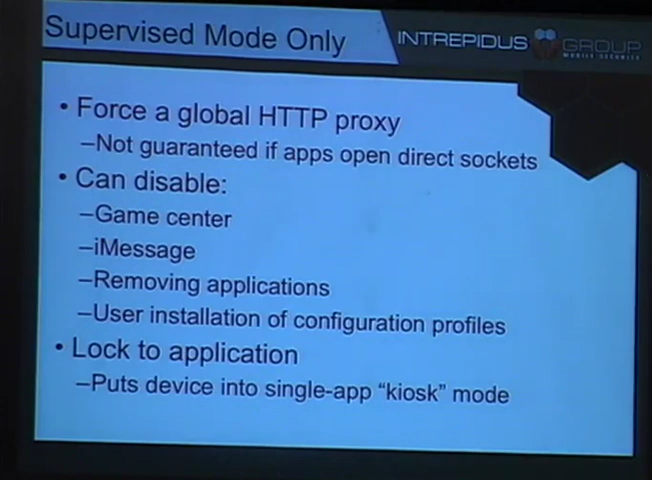 Supervised Mode Only
INTREPIDUS GROUP
MOBILE SECURITY
• Force a global HTTP proxy
–Not guaranteed if apps open direct sockets
• Can disable:
–Game center
–iMessage
–Removing applications
–User installation of configuration profiles
• Lock to application
–Puts device into single-app “kiosk” mode